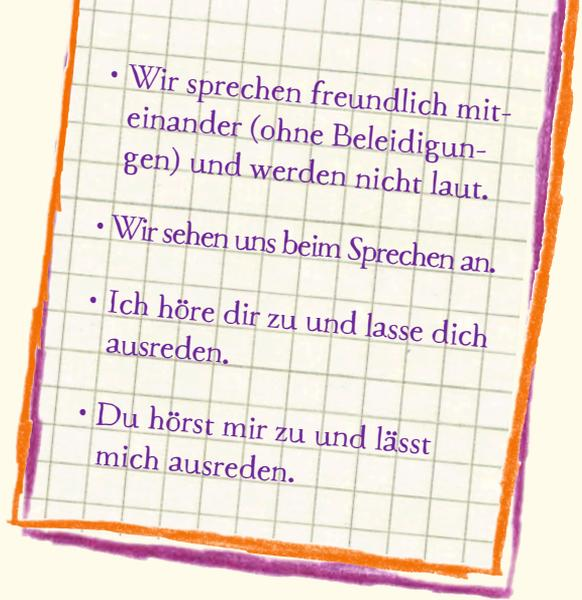 • Wir sprechen freundlich mit-
einander (ohne Beleidigun-
gen) und werden nicht laut.
• Wir sehen uns beim Sprechen an.
• Ich höre dir zu und lasse dich
ausreden.
• Du hörst mir zu und lässt
mich ausreden.